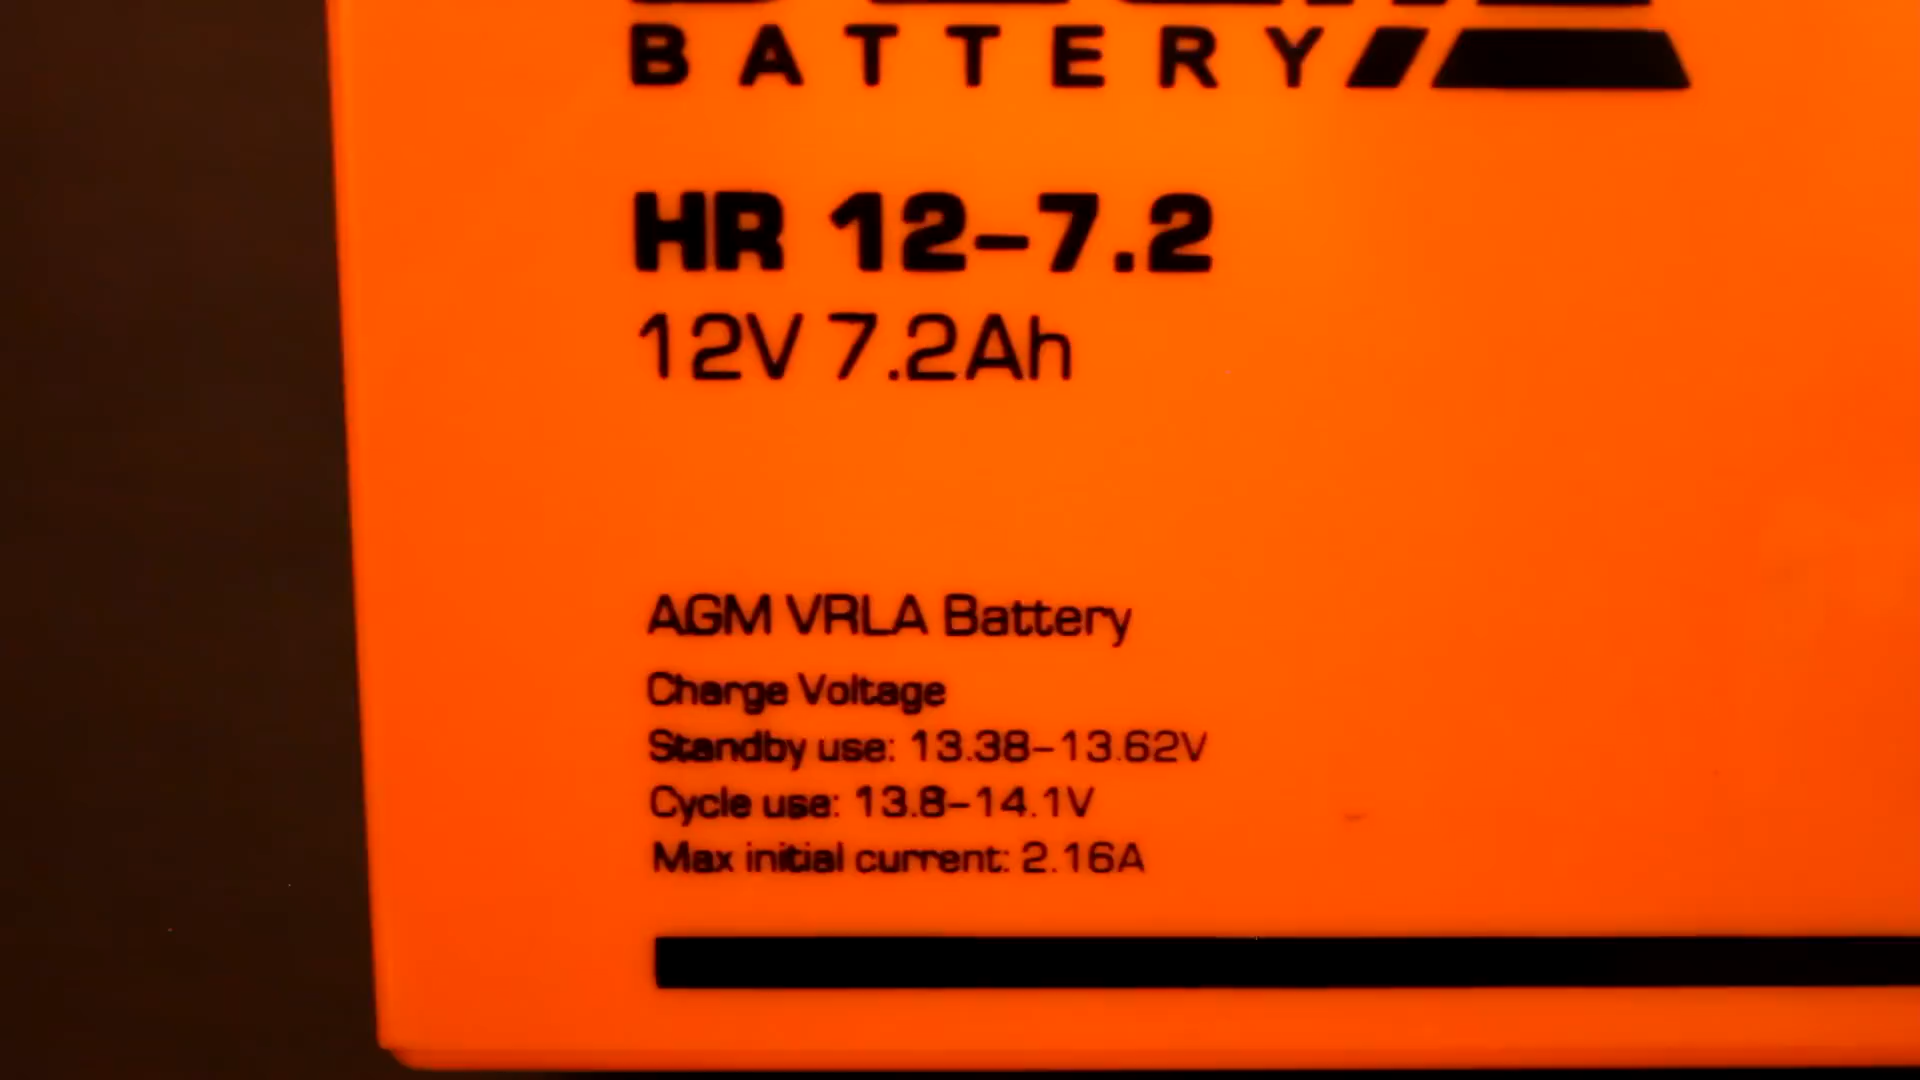 BATTERY
HR 12-7.2
12V 7.2Ah
AGM VRLA Battery
Charge Voltage
Standby use: 13.38-13.62V
Cycle use: 13.8-14.1V
Max initial current: 2.16A